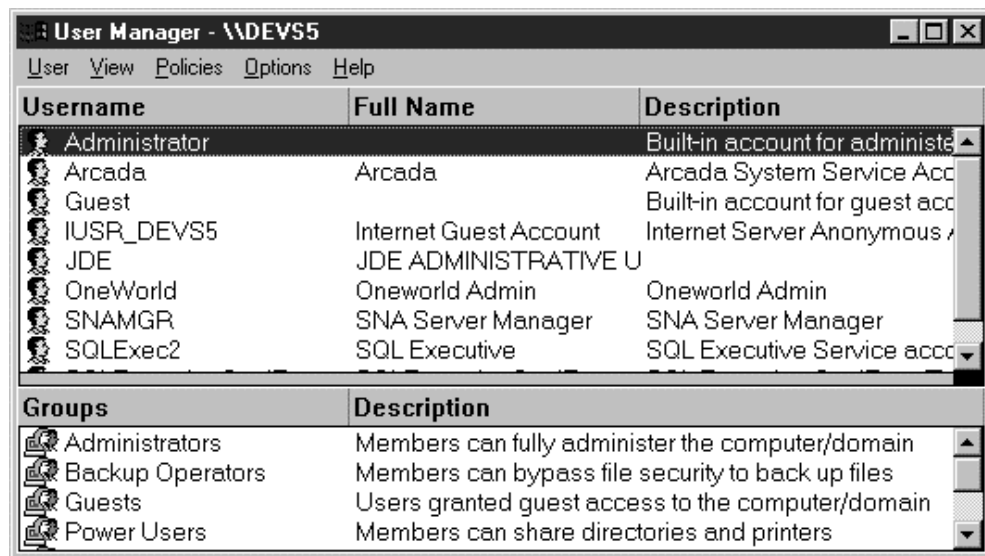 User Manager - \\DEVS5
User View Policies Options Help
Username Full Name Description
Administrator Built-in account for administe
Arcada Arcada Arcada System Service Acc
Guest Built-in account for guest acc
IUSR_DEVS5 Internet Guest Account Internet Server Anonymous
JDE JDE ADMINISTRATIVE U
OneWorld Oneworld Admin Oneworld Admin
SNAMGR SNA Server Manager SNA Server Manager
SQLExec2 SQL Executive SQL Executive Service acco
Groups Description
Administrators Members can fully administer the computer/domain
Backup Operators Members can bypass file security to back up files
Guests Users granted guest access to the computer/domain
Power Users Members can share directories and printers